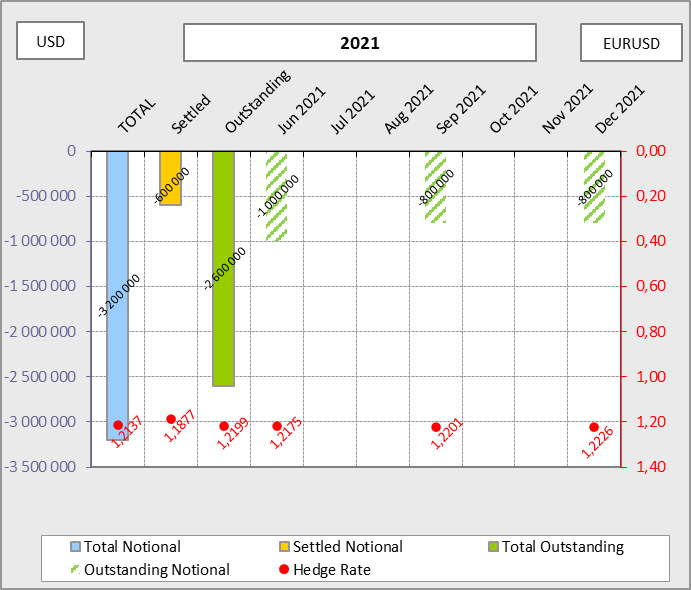 USD
2021
EURUSD
TOTAL
Settled
OutStanding
Jun 2021
Jul 2021
Aug 2021
Sep 2021
Oct 2021
Nov 2021
Dec 2021
0
-500 000
-1 000 000
-1 500 000
-2 000 000
-2 500 000
-3 000 000
-3 500 000
-3 200 000
-600 000
-2 600 000
-1 000 000
-800 000
-800 000
1,2137
1,1877
1,2199
1,2175
1,2201
1,2226
0,00
0,20
0,40
0,60
0,80
1,00
1,20
1,40
Total Notional
Settled Notional
Total Outstanding
Outstanding Notional
Hedge Rate